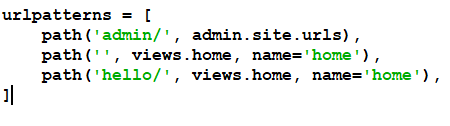 urlpatterns = [
    path('admin/', admin.site.urls),
    path('', views.home, name='home'),
    path('hello/', views.home, name='home'),
]